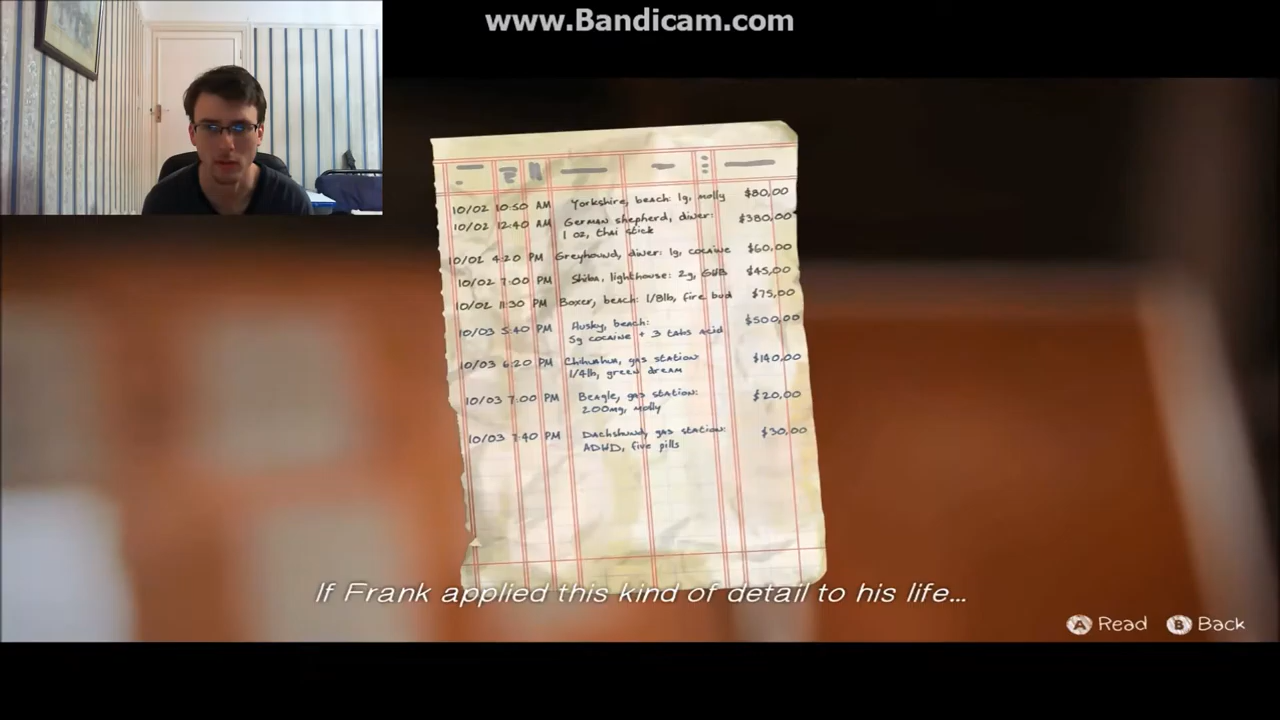 www.Bandicam.com
10/02 10:50 AM Yorkshire, beach: 1g, molly $80,00
10/02 12:40 AM German shepherd, diner: $380,00
1 oz, thai stick
10/02 4:20 PM Greyhound, diner: 1g, cocaine $60,00
10/02 7:00 PM Shiba, lighthouse: 2g, GHB $45,00
10/02 11:30 PM Boxer, beach: 1/8lb, fire bud $75,00
10/03 5:40 PM Husky, beach: $500,00
5g cocaine + 3 tabs acid
10/03 6:20 PM Chihuahua, gas station: $140,00
1/4lb, green dream
10/03 7:00 PM Beagle, gas station: $20,00
200mg, molly
10/03 7:40 PM Dachshund, gas station: $30,00
ADHD, five pills
If Frank applied this kind of detail to his life...
A Read B Back